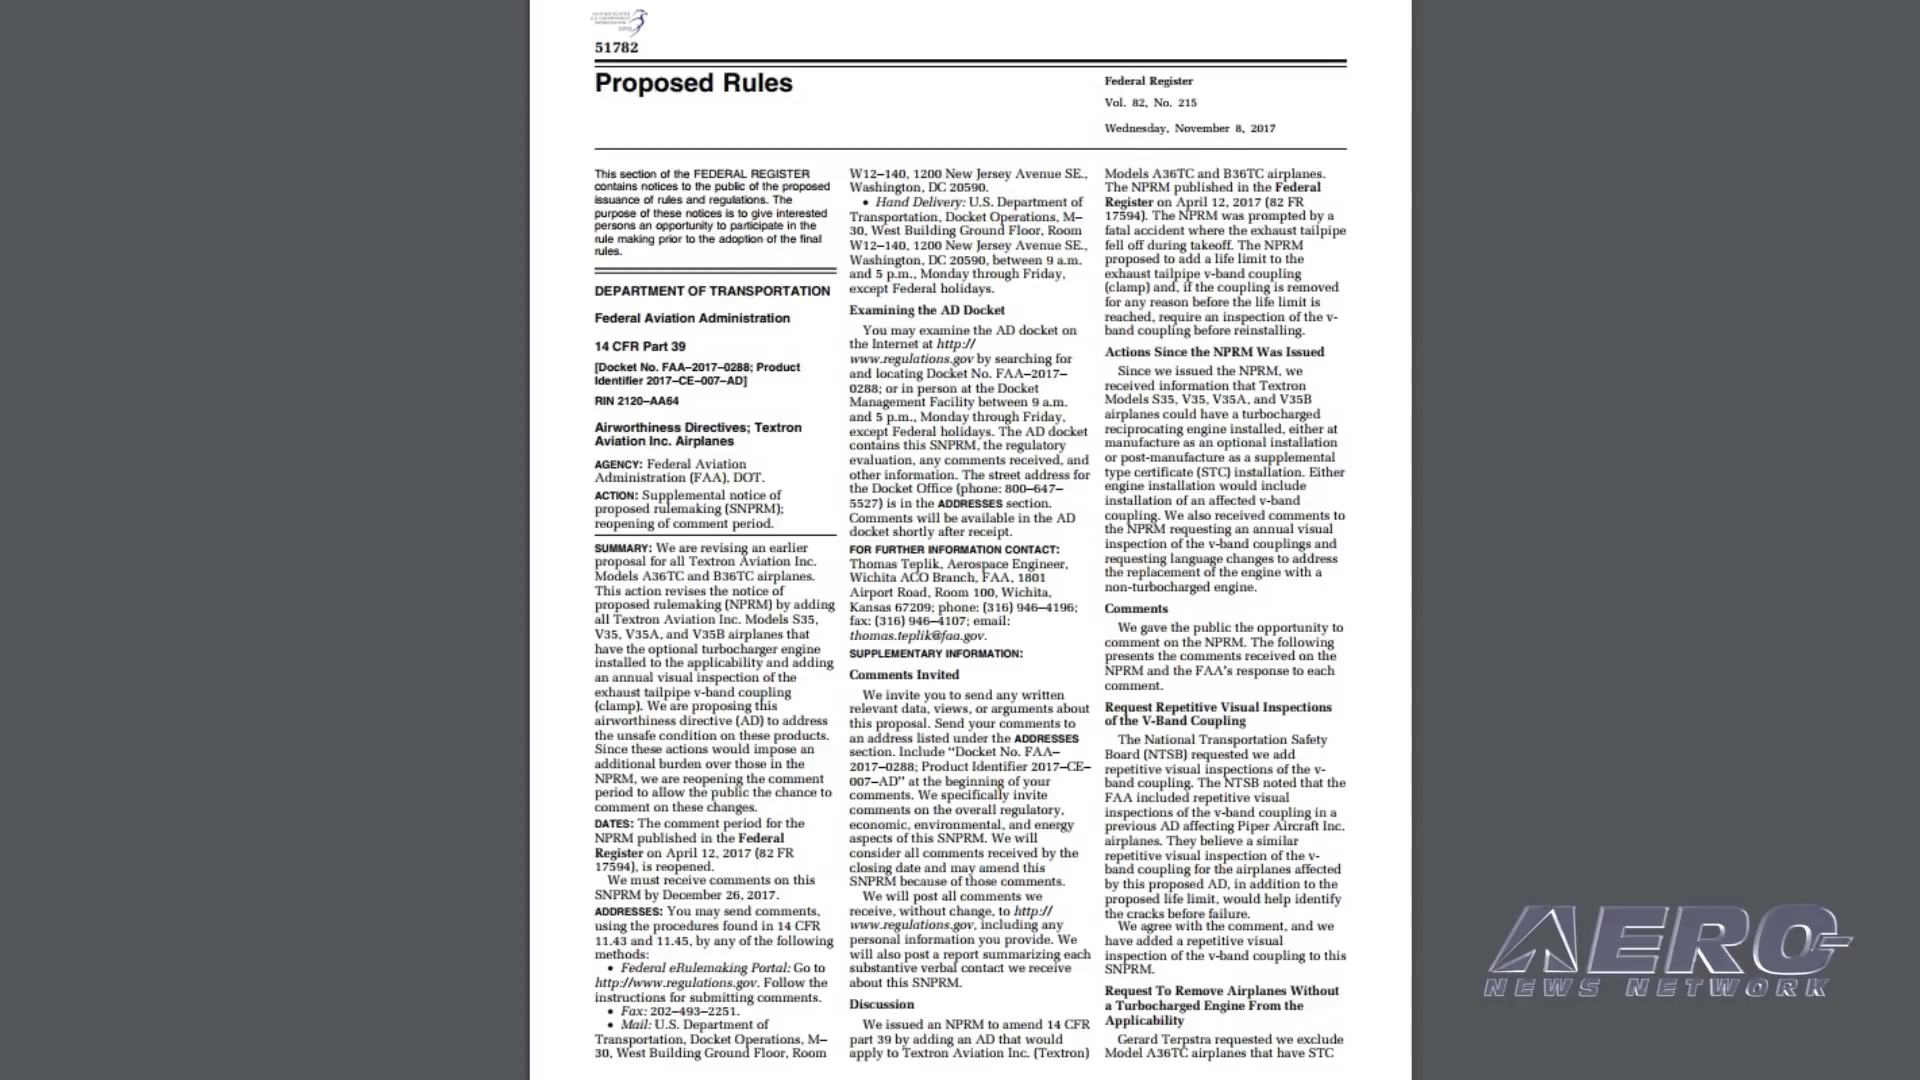 51782
Proposed Rules
Federal Register
Vol. 82, No. 215
Wednesday, November 8, 2017
This section of the FEDERAL REGISTER
contains notices to the public of the proposed
issuance of rules and regulations. The
purpose of these notices is to give interested
persons an opportunity to participate in the
rule making prior to the adoption of the final
rules.
DEPARTMENT OF TRANSPORTATION
Federal Aviation Administration
14 CFR Part 39
[Docket No. FAA–2017–0288; Product
Identifier 2017–CE–007–AD]
RIN 2120–AA64
Airworthiness Directives; Textron
Aviation Inc. Airplanes
AGENCY: Federal Aviation
Administration (FAA), DOT.
ACTION: Supplemental notice of
proposed rulemaking (SNPRM);
reopening of comment period.
SUMMARY: We are revising an earlier
proposal for all Textron Aviation Inc.
Models A36TC and B36TC airplanes.
This action revises the notice of
proposed rulemaking (NPRM) by adding
all Textron Aviation Inc. Models S35,
V35, V35A, and V35B airplanes that
have the optional turbocharger engine
installed to the applicability and adding
an annual visual inspection of the
exhaust tailpipe v-band coupling
(clamp). We are proposing this
airworthiness directive (AD) to address
the unsafe condition on these products.
Since these actions would impose an
additional burden over those in the
NPRM, we are reopening the comment
period to allow the public the chance to
comment on these changes.
DATES: The comment period for the
NPRM published in the Federal
Register on April 12, 2017 (82 FR
17594), is reopened.
We must receive comments on this
SNPRM by December 26, 2017.
ADDRESSES: You may send comments,
using the procedures found in 14 CFR
11.43 and 11.45, by any of the following
methods:
• Federal eRulemaking Portal: Go to
http://www.regulations.gov. Follow the
instructions for submitting comments.
• Fax: 202–493–2251.
• Mail: U.S. Department of
Transportation, Docket Operations, M–
30, West Building Ground Floor, Room
W12–140, 1200 New Jersey Avenue SE.,
Washington, DC 20590.
• Hand Delivery: U.S. Department of
Transportation, Docket Operations, M–
30, West Building Ground Floor, Room
W12–140, 1200 New Jersey Avenue SE.,
Washington, DC 20590, between 9 a.m.
and 5 p.m., Monday through Friday,
except Federal holidays.
Examining the AD Docket
You may examine the AD docket on
the Internet at http://
www.regulations.gov by searching for
and locating Docket No. FAA–2017–
0288; or in person at the Docket
Management Facility between 9 a.m.
and 5 p.m., Monday through Friday,
except Federal holidays. The AD docket
contains this SNPRM, the regulatory
evaluation, any comments received, and
other information. The street address for
the Docket Office (phone: 800–647–
5527) is in the ADDRESSES section.
Comments will be available in the AD
docket shortly after receipt.
FOR FURTHER INFORMATION CONTACT:
Thomas Teplik, Aerospace Engineer,
Wichita ACO Branch, FAA, 1801
Airport Road, Room 100, Wichita,
Kansas 67209; phone: (316) 946–4196;
fax: (316) 946–4107; email:
thomas.teplik@faa.gov.
SUPPLEMENTARY INFORMATION:
Comments Invited
We invite you to send any written
relevant data, views, or arguments about
this proposal. Send your comments to
an address listed under the ADDRESSES
section. Include “Docket No. FAA–
2017–0288; Product Identifier 2017–CE–
007–AD” at the beginning of your
comments. We specifically invite
comments on the overall regulatory,
economic, environmental, and energy
aspects of this SNPRM. We will
consider all comments received by the
closing date and may amend this
SNPRM because of those comments.
We will post all comments we
receive, without change, to http://
www.regulations.gov, including any
personal information you provide. We
will also post a report summarizing each
substantive verbal contact we receive
about this SNPRM.
Discussion
We issued an NPRM to amend 14 CFR
part 39 by adding an AD that would
apply to Textron Aviation Inc. (Textron)
Models A36TC and B36TC airplanes.
The NPRM published in the Federal
Register on April 12, 2017 (82 FR
17594). The NPRM was prompted by a
fatal accident where the exhaust tailpipe
fell off during takeoff. The NPRM
proposed to add a life limit to the
exhaust tailpipe v-band coupling
(clamp) and, if the coupling is removed
for any reason before the life limit is
reached, require an inspection of the v-
band coupling before reinstalling.
Actions Since the NPRM Was Issued
Since we issued the NPRM, we
received information that Textron
Models S35, V35, V35A, and V35B
airplanes could have a turbocharged
reciprocating engine installed, either at
manufacture as an optional installation
or post-manufacture as a supplemental
type certificate (STC) installation. Either
engine installation would include
installation of an affected v-band
coupling. We also received comments to
the NPRM requesting an annual visual
inspection of the v-band couplings and
requesting language changes to address
the replacement of the engine with a
non-turbocharged engine.
Comments
We gave the public the opportunity to
comment on the NPRM. The following
presents the comments received on the
NPRM and the FAA’s response to each
comment.
Request Repetitive Visual Inspections
of the V-Band Coupling
The National Transportation Safety
Board (NTSB) requested we add
repetitive visual inspections of the v-
band coupling. The NTSB noted that the
FAA included repetitive visual
inspections of the v-band coupling in a
previous AD affecting Piper Aircraft Inc.
airplanes. They believe a similar
repetitive visual inspection of the v-
band coupling for the airplanes affected
by this proposed AD, in addition to the
proposed life limit, would help identify
the cracks before failure.
We agree with the comment, and we
have added a repetitive visual
inspection of the v-band coupling to this
SNPRM.
Request To Remove Airplanes Without
a Turbocharged Engine From the
Applicability
Gerard Terpstra requested we exclude
Model A36TC airplanes that have STC
AERO
NEWS NETWORK